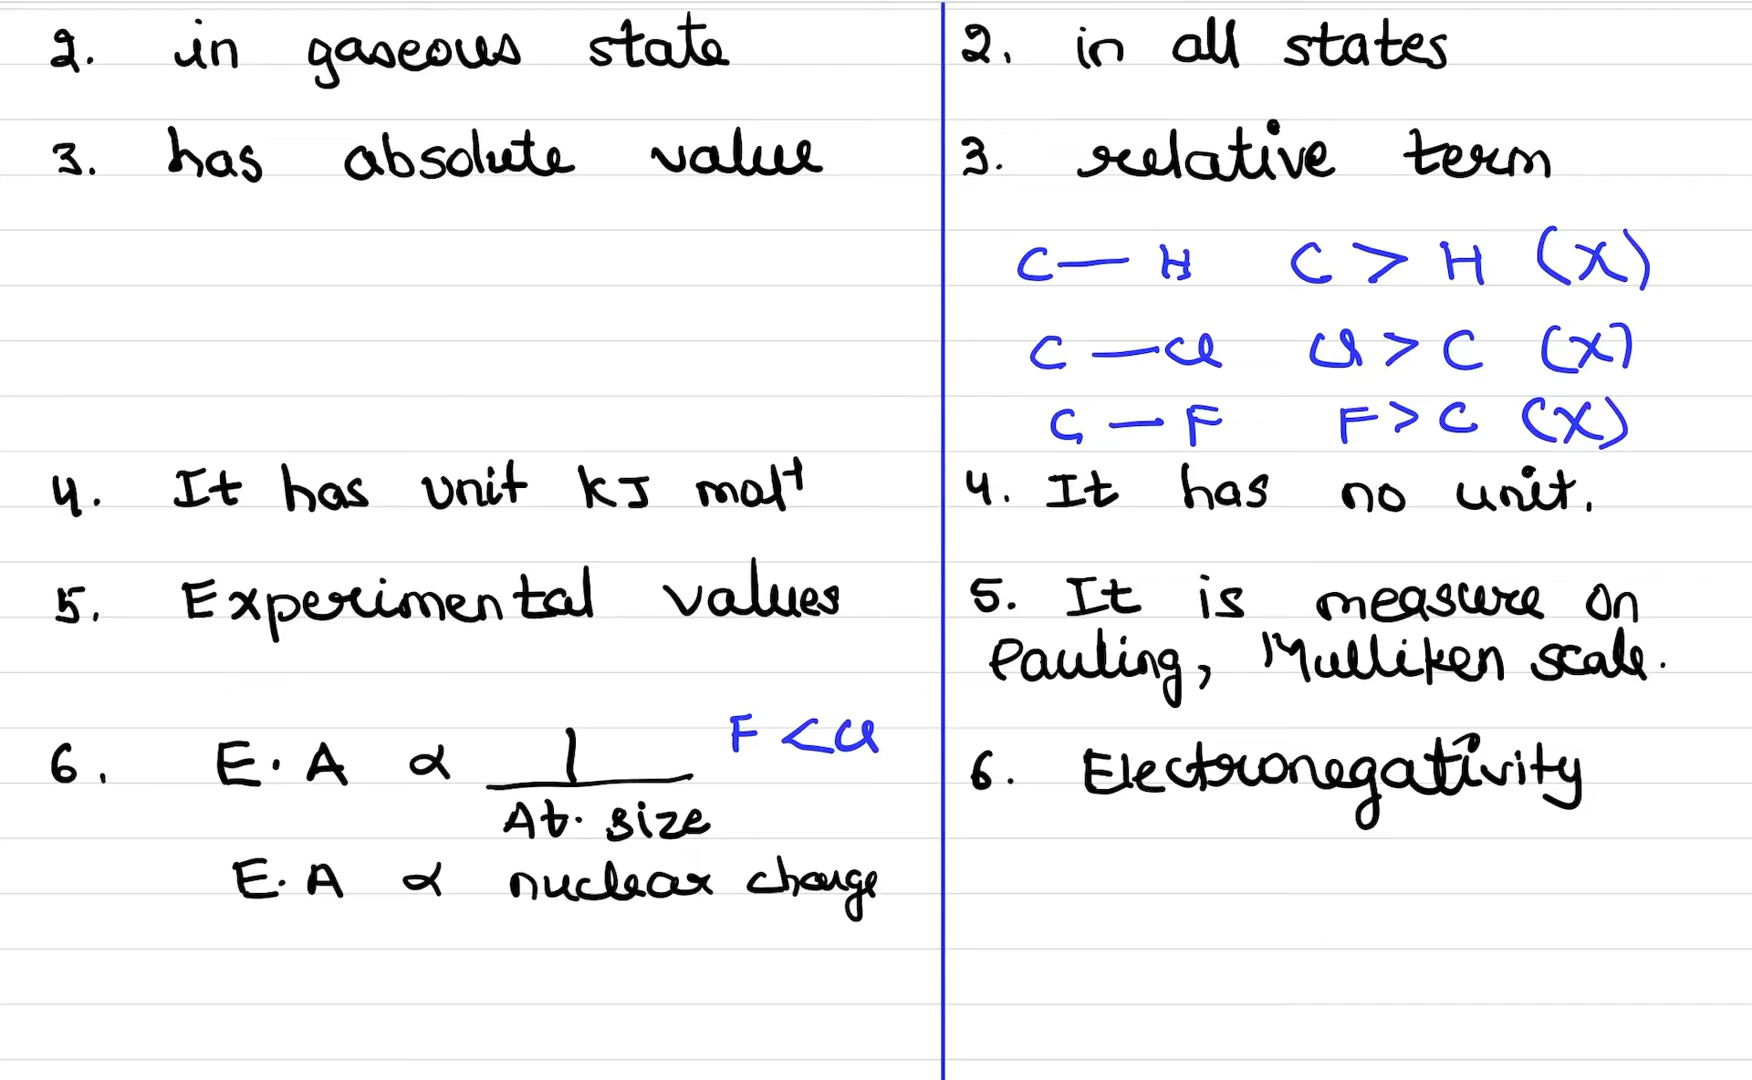 2. in gaseous state
3. has absolute value
4. It has unit kJ mol⁻¹
5. Experimental values
6. E.A ∝ 1 / At. size F < Cl
E.A ∝ nuclear charge
2. in all states
3. relative term
C — H C > H (X)
C — Cl Cl > C (X)
C — F F > C (X)
4. It has no unit.
5. It is measure on
Pauling, Mulliken scale.
6. Electronegativity